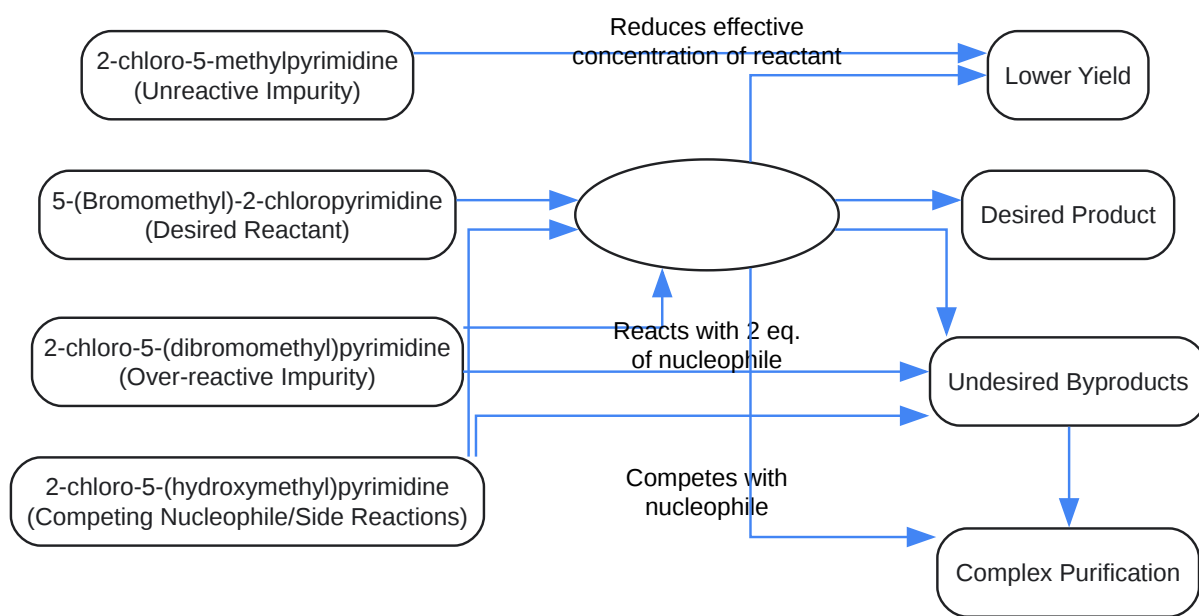 2-chloro-5-methylpyrimidine
(Unreactive Impurity)
Reduces effective
concentration of reactant
Lower Yield
5-(Bromomethyl)-2-chloropyrimidine
(Desired Reactant)
Desired Product
2-chloro-5-(dibromomethyl)pyrimidine
(Over-reactive Impurity)
Reacts with 2 eq.
of nucleophile
Undesired Byproducts
2-chloro-5-(hydroxymethyl)pyrimidine
(Competing Nucleophile/Side Reactions)
Competes with
nucleophile
Complex Purification